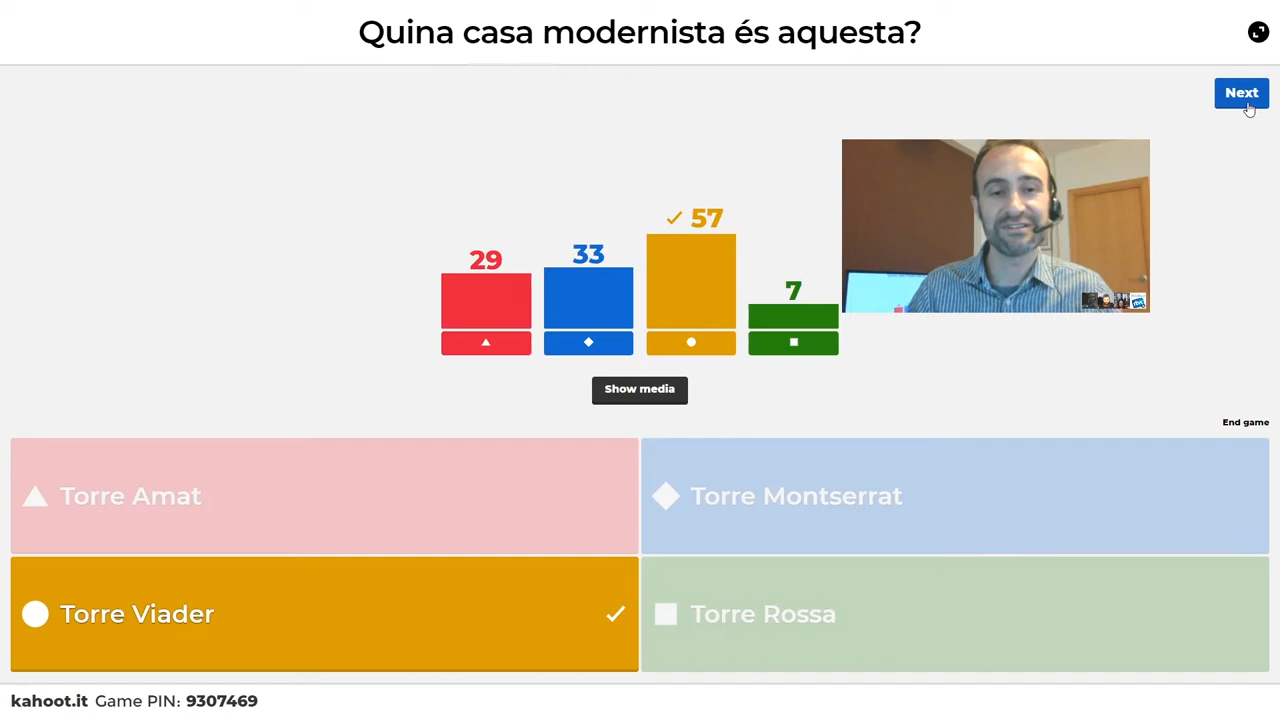 Quina casa modernista és aquesta?
Next
29
33
57
7
Show media
End game
Torre Amat
Torre Montserrat
Torre Viader
Torre Rossa
kahoot.it Game PIN: 9307469